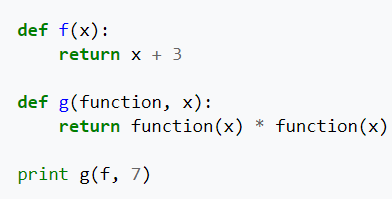 def f(x):
    return x + 3
def g(function, x):
    return function(x) * function(x)
print g(f, 7)